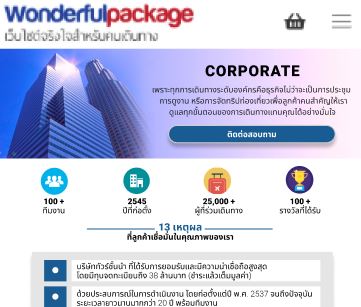 Wonderfulpackage
เว็บไซต์จริงใจสำหรับคนเดินทาง
CORPORATE
เพราะทุกการเดินทางระดับองค์กรคือธุรกิจไม่ว่าจะเป็นการประชุม
การดูงาน หรือการจัดทริปท่องเที่ยวเพื่อลูกค้าคนสำคัญให้เรา
ดูแลทุกขั้นตอนของการเดินทางแทนคุณได้อย่างมั่นใจ
ติดต่อสอบถาม
100 +
ทีมงาน
2545
ปีที่ก่อตั้ง
25,000 +
ผู้ที่ร่วมเดินทาง
100 +
รางวัลที่ได้รับ
13 เหตุผล
ที่ลูกค้าเชื่อมั่นในคุณภาพของเรา
บริษัททัวร์ชั้นนำ ที่ได้รับการยอมรับและมีความน่าเชื่อถือสูงสุด
โดยมีทุนจดทะเบียนถึง 38 ล้านบาท (ชำระแล้วเต็มมูลค่า)
ด้วยประสบการณ์ในการดำเนินงาน โดยก่อตั้งแต่ปี พ.ศ. 2537 จนถึงปัจจุบัน
ระยะเวลายาวนานมากกว่า 20 ปี พร้อมทีมงาน